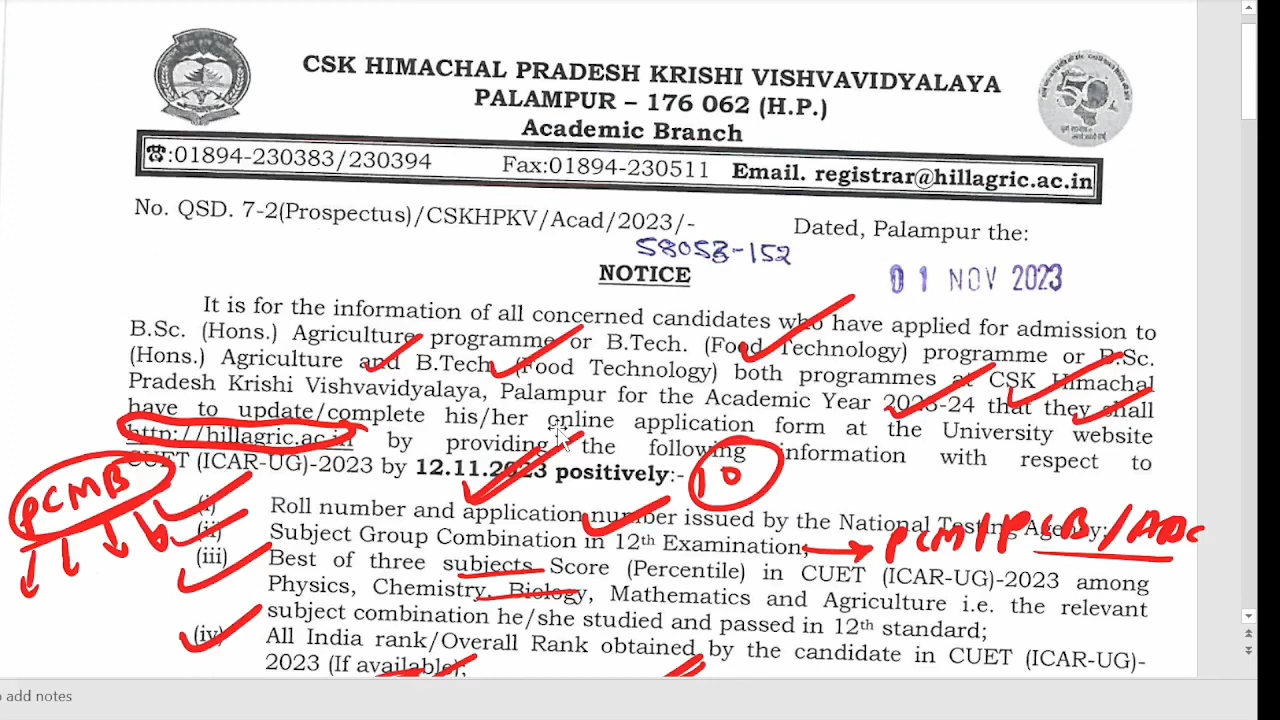 CSK HIMACHAL PRADESH KRISHI VISHVAVIDYALAYA
PALAMPUR – 176 062 (H.P.)
Academic Branch
☎:01894-230383/230394 Fax:01894-230511 Email. registrar@hillagric.ac.in
No. QSD. 7-2(Prospectus)/CSKHPKV/Acad/2023/- Dated, Palampur the:
58053-152
NOTICE
01 NOV 2023
It is for the information of all concerned candidates who have applied for admission to
B.Sc. (Hons.) Agriculture programme or B.Tech. (Food Technology) programme or B.Sc.
(Hons.) Agriculture and B.Tech. (Food Technology) both programmes at CSK Himachal
Pradesh Krishi Vishvavidyalaya, Palampur for the Academic Year 2023-24 that they shall
have to update/complete his/her online application form at the University website
http://hillagric.ac.in by providing the following information with respect to
CUET (ICAR-UG)-2023 by 12.11.2023 positively:-
10
PCMB
(i) Roll number and application number issued by the National Testing Agency;
(ii) Subject Group Combination in 12th Examination;
PCM/PCB/ABC
(iii) Best of three subjects Score (Percentile) in CUET (ICAR-UG)-2023 among
Physics, Chemistry, Biology, Mathematics and Agriculture i.e. the relevant
subject combination he/she studied and passed in 12th standard;
(iv) All India rank/Overall Rank obtained by the candidate in CUET (ICAR-UG)-
2023 (If available);
o add notes